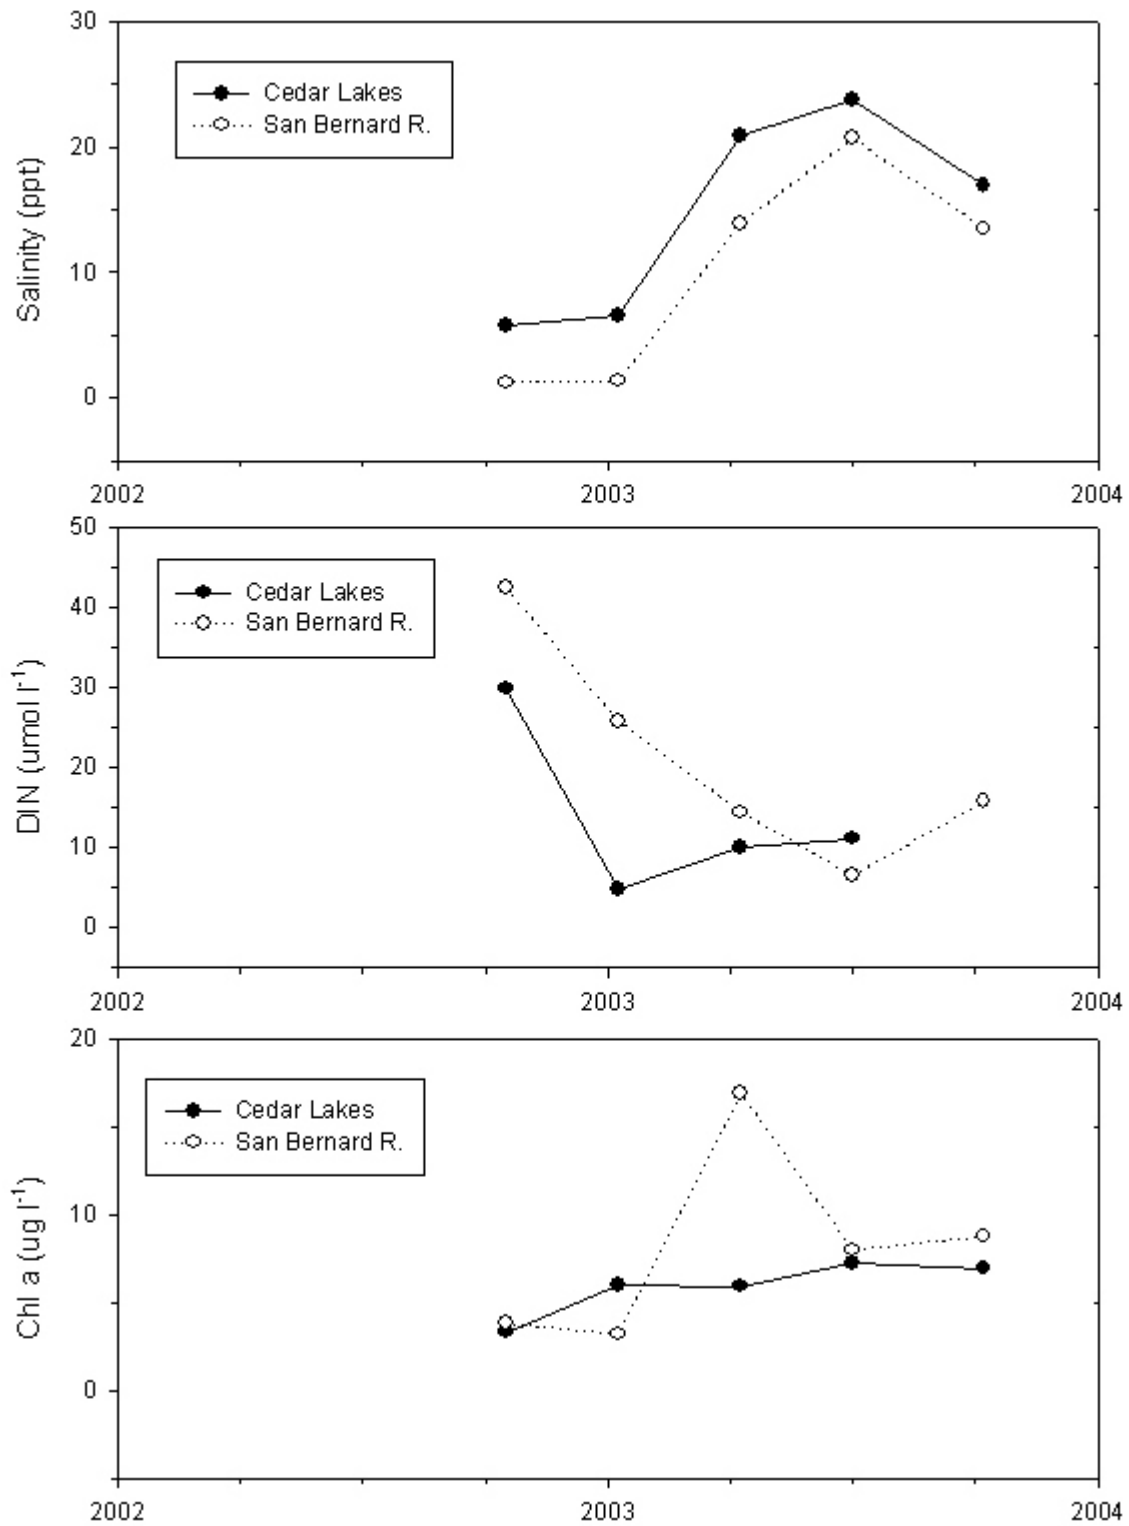 30
20
10
0
Salinity (ppt)
Cedar Lakes
San Bernard R.
2002 2003 2004
50
40
30
20
10
0
DIN (umol l⁻¹)
Cedar Lakes
San Bernard R.
2002 2003 2004
20
10
0
Chl a (ug l⁻¹)
Cedar Lakes
San Bernard R.
2002 2003 2004